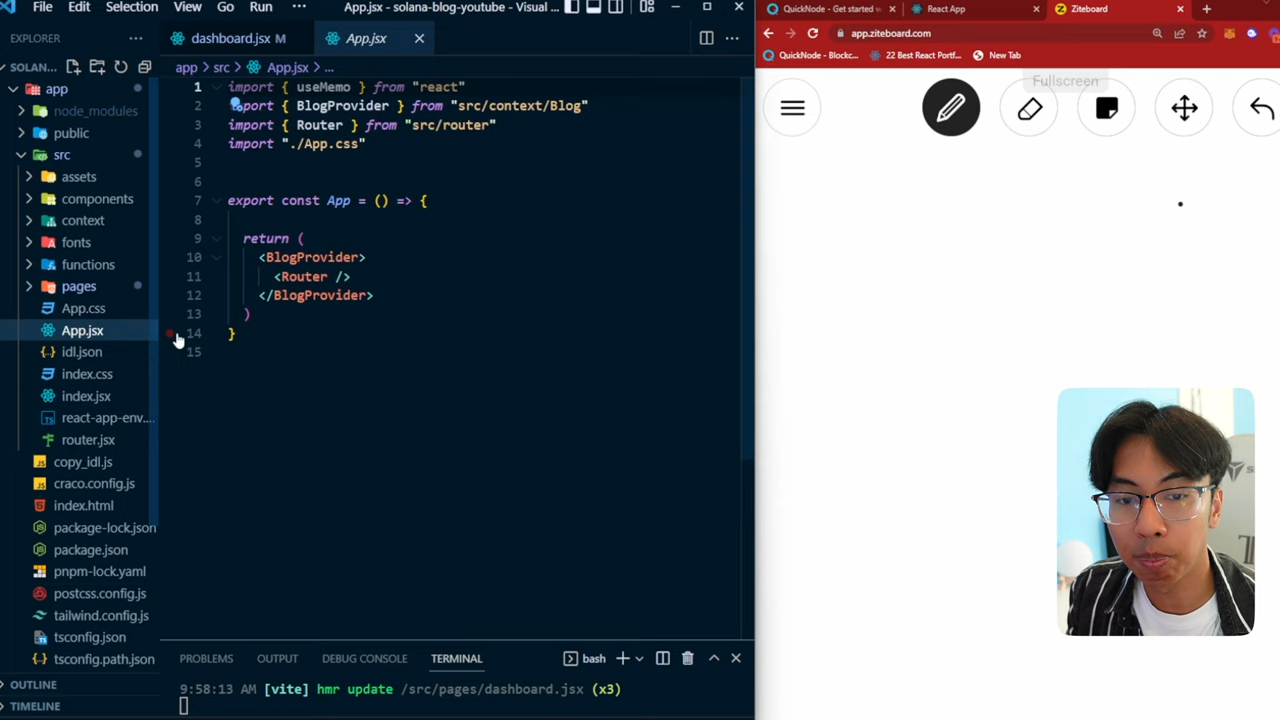 File Edit Selection View Go Run ··· App.jsx - solana-blog-youtube - Visual ...
EXPLORER ···
SOLAN...
app
node_modules
public
src
assets
components
context
fonts
functions
pages
App.css
App.jsx
idl.json
index.css
index.jsx
react-app-env....
router.jsx
copy_idl.js
craco.config.js
index.html
package-lock.json
package.json
pnpm-lock.yaml
postcss.config.js
tailwind.config.js
tsconfig.json
tsconfig.path.json
OUTLINE
TIMELINE
dashboard.jsx M App.jsx
app > src > App.jsx > ...
1 import { useMemo } from "react"
2 import { BlogProvider } from "src/context/Blog"
3 import { Router } from "src/router"
4 import "./App.css"
5
6
7 export const App = () => {
8
9 return (
10 <BlogProvider>
11 <Router />
12 </BlogProvider>
13 )
14 }
15
PROBLEMS OUTPUT DEBUG CONSOLE TERMINAL bash
9:58:13 AM [vite] hmr update /src/pages/dashboard.jsx (x3)
QuickNode - Get started w React App Ziteboard
app.ziteboard.com
QuickNode - Blockc... 22 Best React Portf... New Tab
Fullscreen